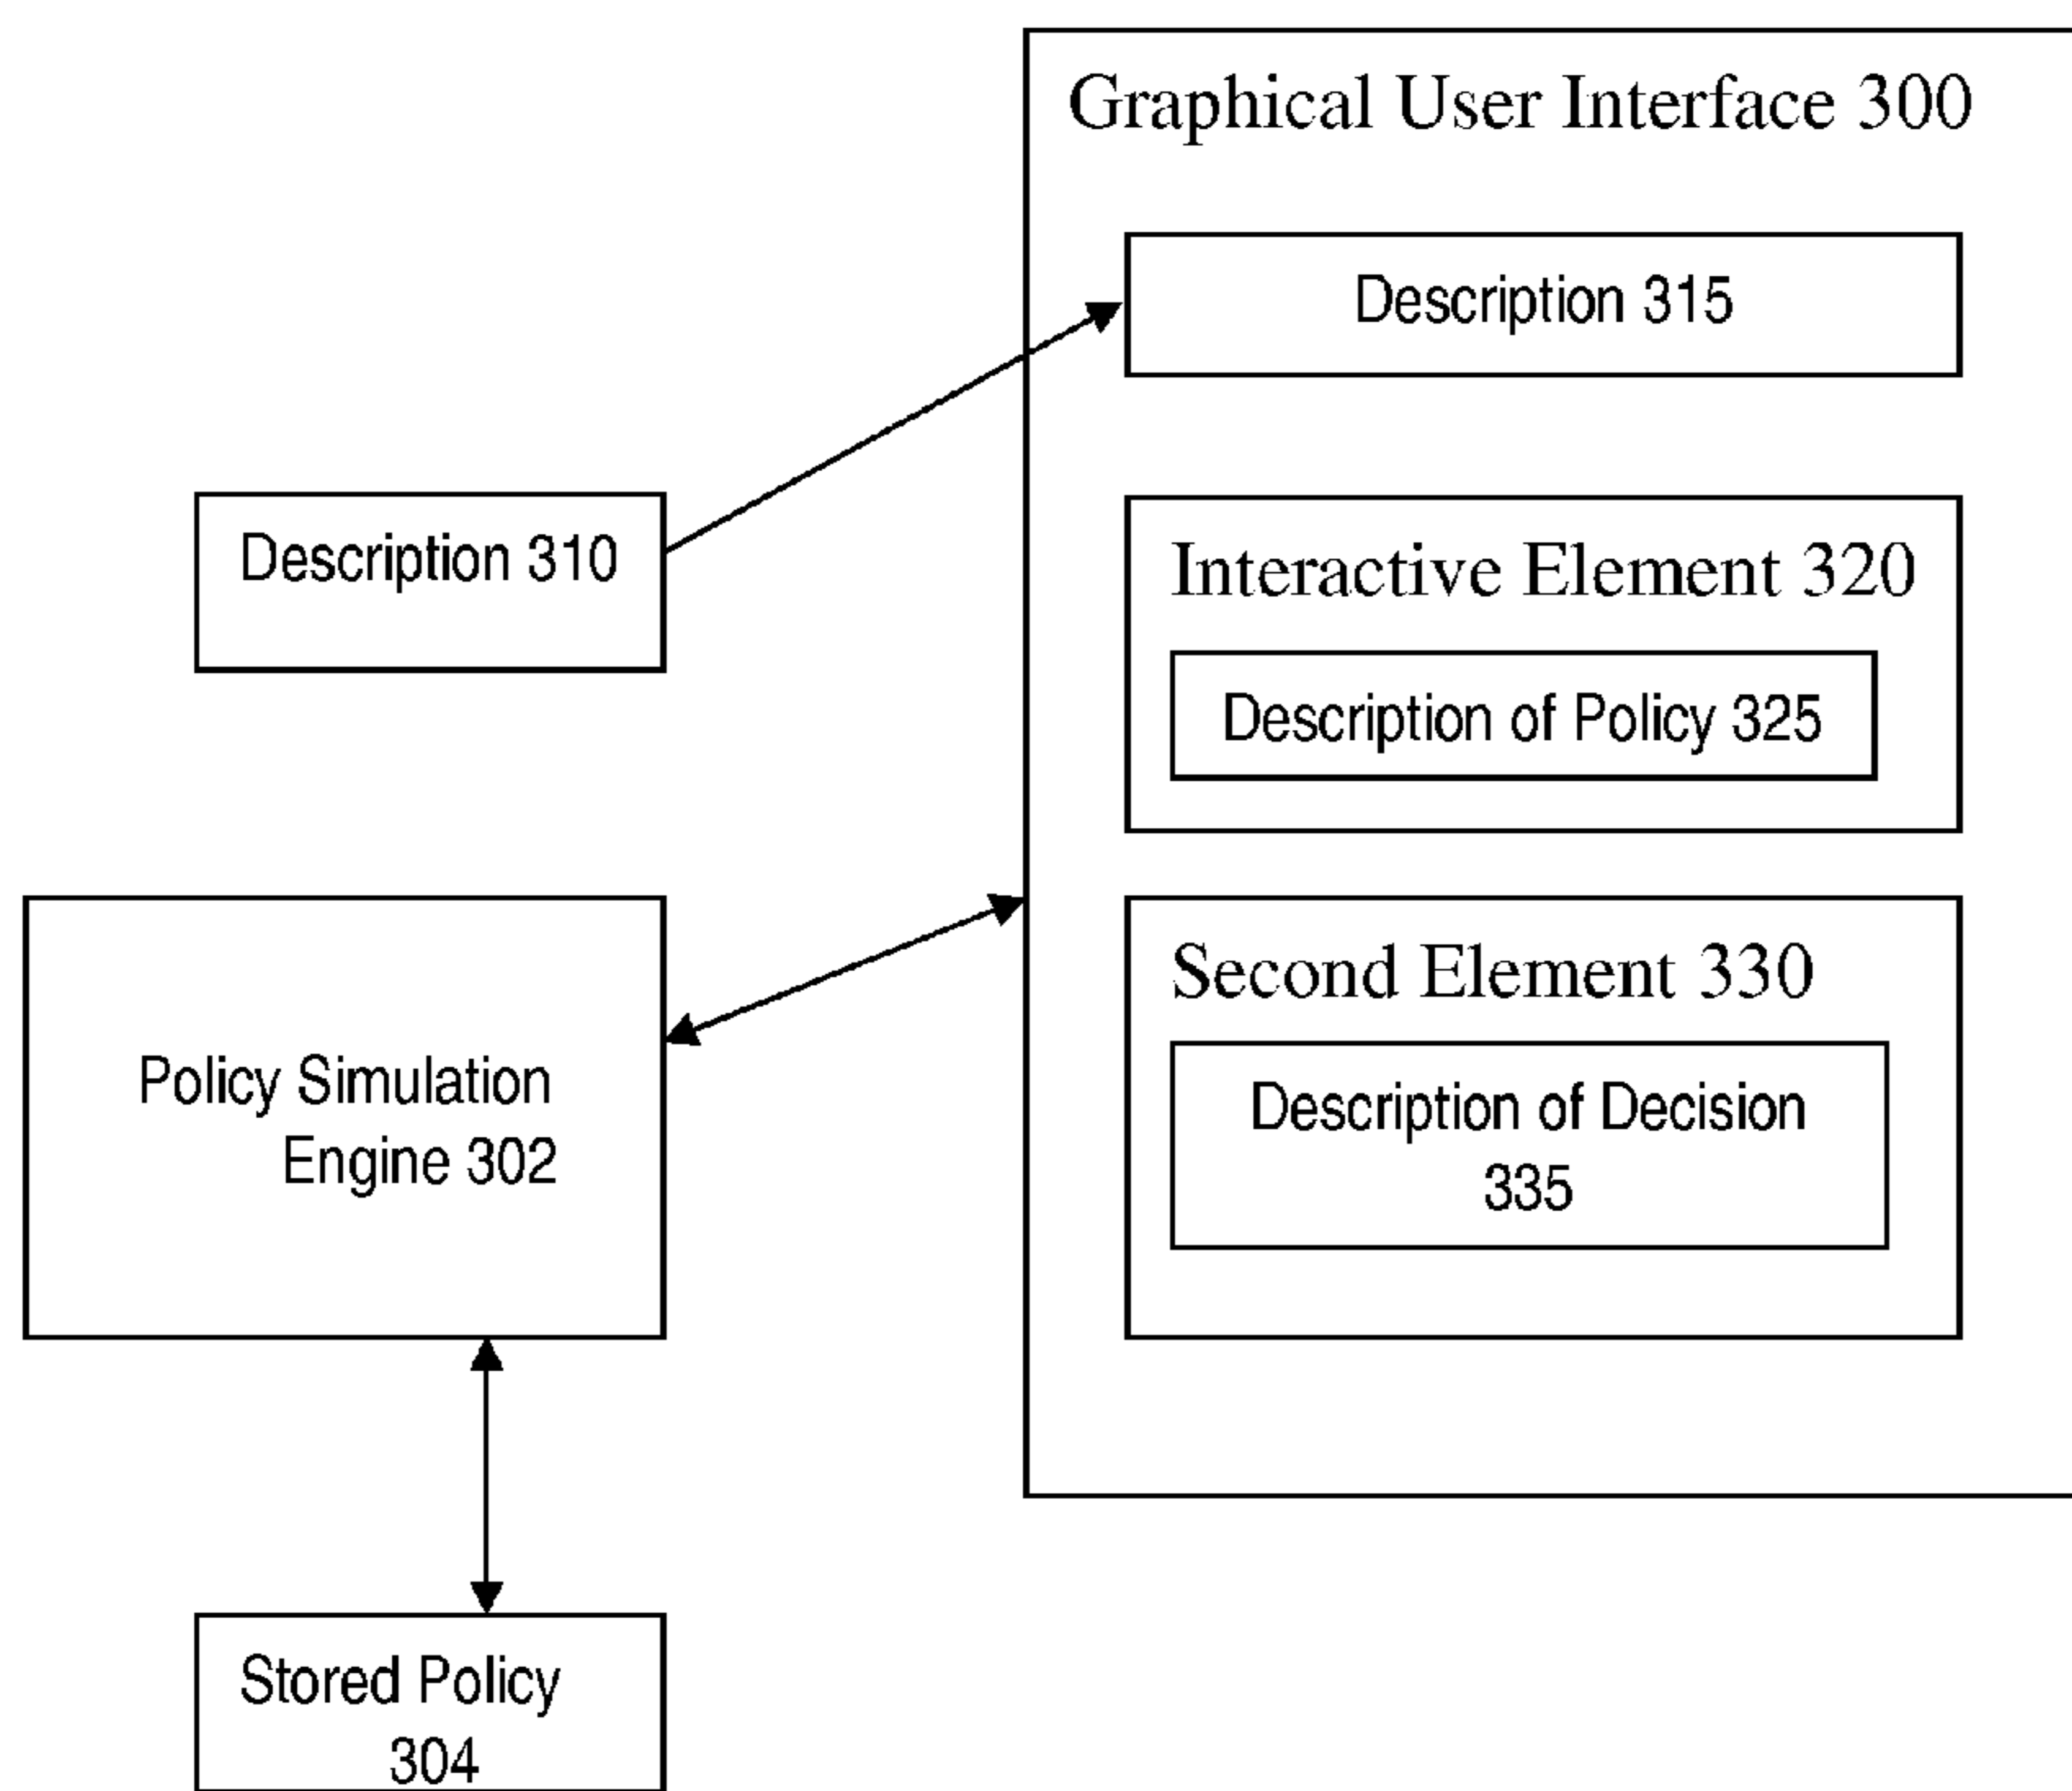 Graphical User Interface 300
Description 315
Description 310
Interactive Element 320
Description of Policy 325
Second Element 330
Description of Decision
335
Policy Simulation
Engine 302
Stored Policy
304